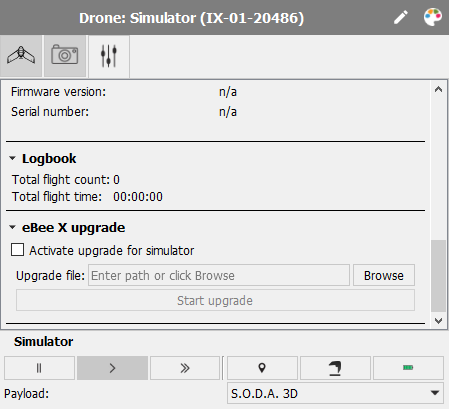 Drone: Simulator (IX-01-20486)
Firmware version: n/a
Serial number: n/a
Logbook
Total flight count: 0
Total flight time: 00:00:00
eBee X upgrade
Activate upgrade for simulator
Upgrade file: Enter path or click Browse Browse
Start upgrade
Simulator
Payload: S.O.D.A. 3D